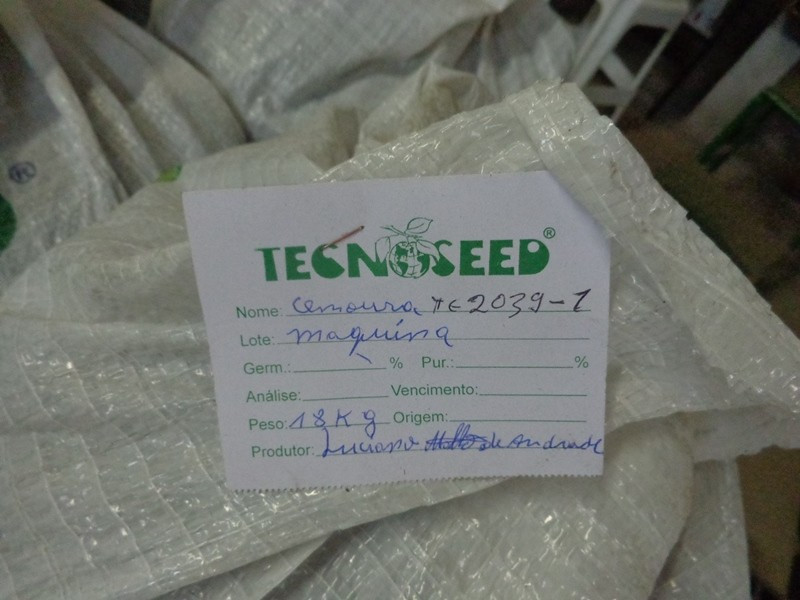 TECNOSEED®
Nome: Cenoura TE 2039-1
Lote: maquina
Germ.: % Pur.: %
Análise: Vencimento:
Peso: 18 Kg Origem:
Produtor: Luciano de Andrade
®